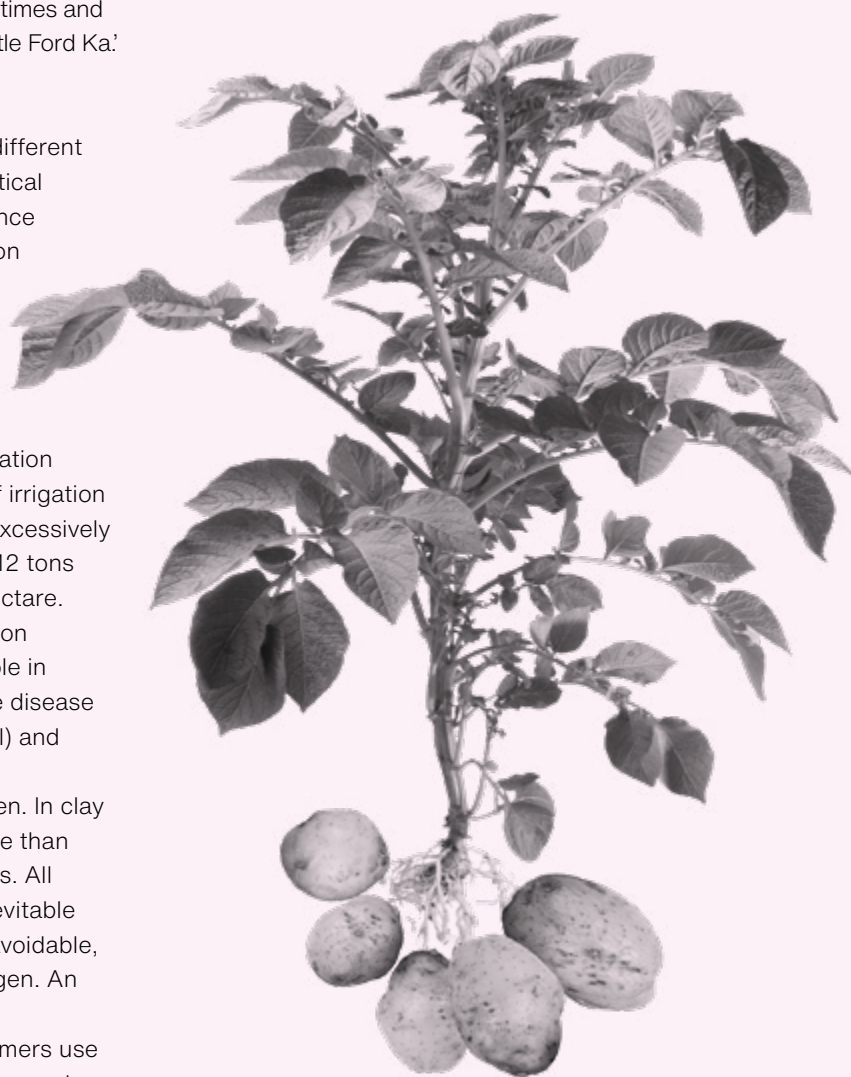 times and
tle Ford Ka.’
different
tical
nce
on
ation
f irrigation
xcessively
12 tons
ctare.
on
le in
e disease
l) and
en. In clay
e than
s. All
evitable
voidable,
gen. An
mers use